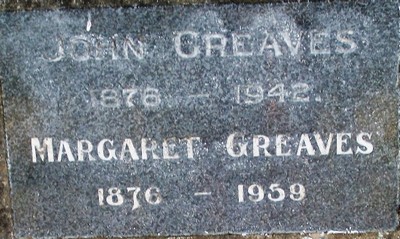 JOHN GREAVES
1876 - 1942.
MARGARET GREAVES
1876 - 1959